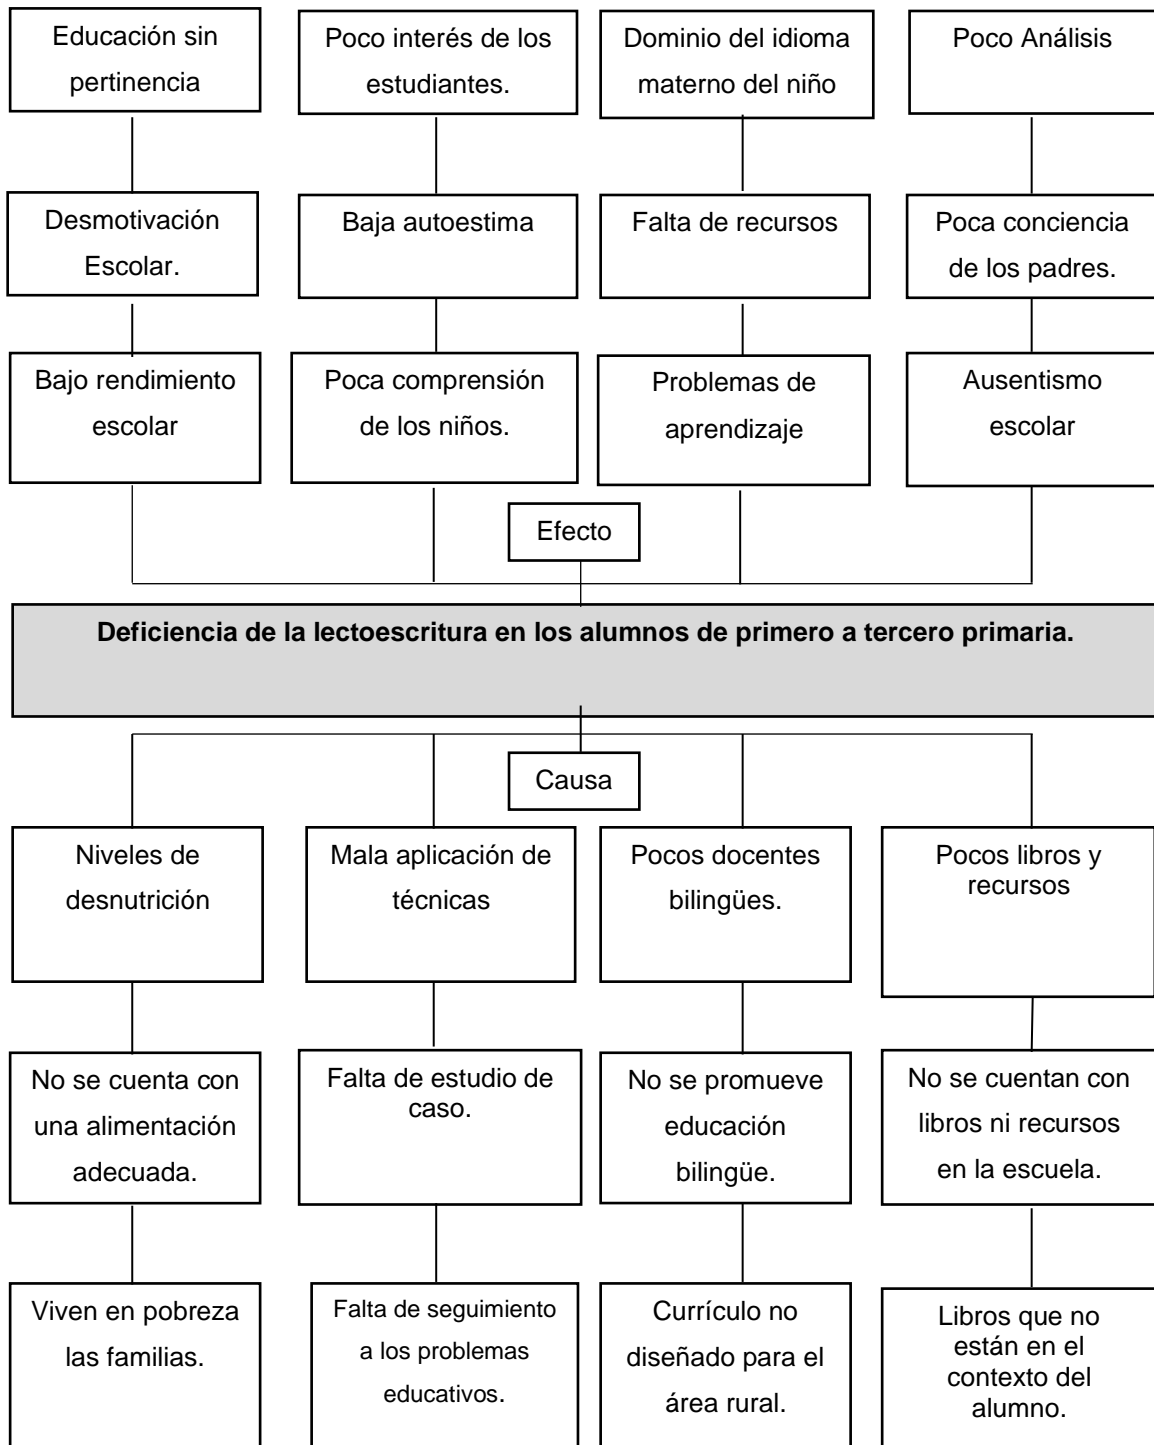 Educación sin
pertinencia
Poco interés de los
estudiantes.
Dominio del idioma
materno del niño
Poco Análisis
Desmotivación
Escolar.
Baja autoestima
Falta de recursos
Poca conciencia
de los padres.
Bajo rendimiento
escolar
Poca comprensión
de los niños.
Problemas de
aprendizaje
Ausentismo
escolar
Efecto
Deficiencia de la lectoescritura en los alumnos de primero a tercero primaria.
Causa
Niveles de
desnutrición
Mala aplicación de
técnicas
Pocos docentes
bilingües.
Pocos libros y
recursos
No se cuenta con
una alimentación
adecuada.
Falta de estudio de
caso.
No se promueve
educación
bilingüe.
No se cuentan con
libros ni recursos
en la escuela.
Viven en pobreza
las familias.
Falta de seguimiento
a los problemas
educativos.
Currículo no
diseñado para el
área rural.
Libros que no
están en el
contexto del
alumno.